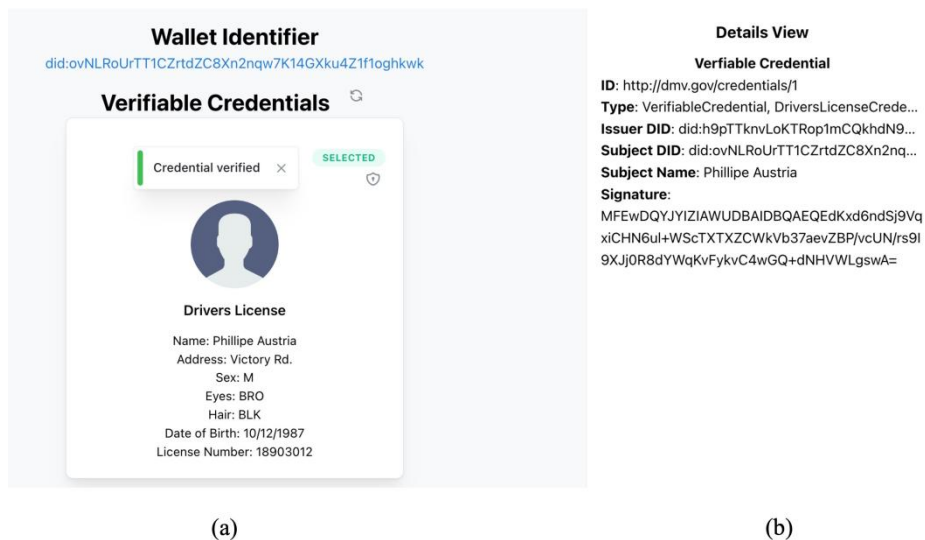 Wallet Identifier
did:ovNLRoUrTT1CZrtdZC8Xn2nqw7K14GXku4Z1f1oghkwk
Verifiable Credentials
Credential verified
SELECTED
Drivers License
Name: Phillipe Austria
Address: Victory Rd.
Sex: M
Eyes: BRO
Hair: BLK
Date of Birth: 10/12/1987
License Number: 18903012
(a)
Details View
Verfiable Credential
ID: http://dmv.gov/credentials/1
Type: VerifiableCredential, DriversLicenseCrede...
Issuer DID: did:h9pTTknvLoKTRop1mCQkhdN9...
Subject DID: did:ovNLRoUrTT1CZrtdZC8Xn2nq...
Subject Name: Phillipe Austria
Signature:
MFEwDQYJYIZIAWUDBAIDBQAEQEdKxd6ndSj9Vq
xiCHN6ul+WScTXTXZCWkVb37aevZBP/vcUN/rs9I
9XJj0R8dYWqKvFykvC4wGQ+dNHVWLgswA=
(b)